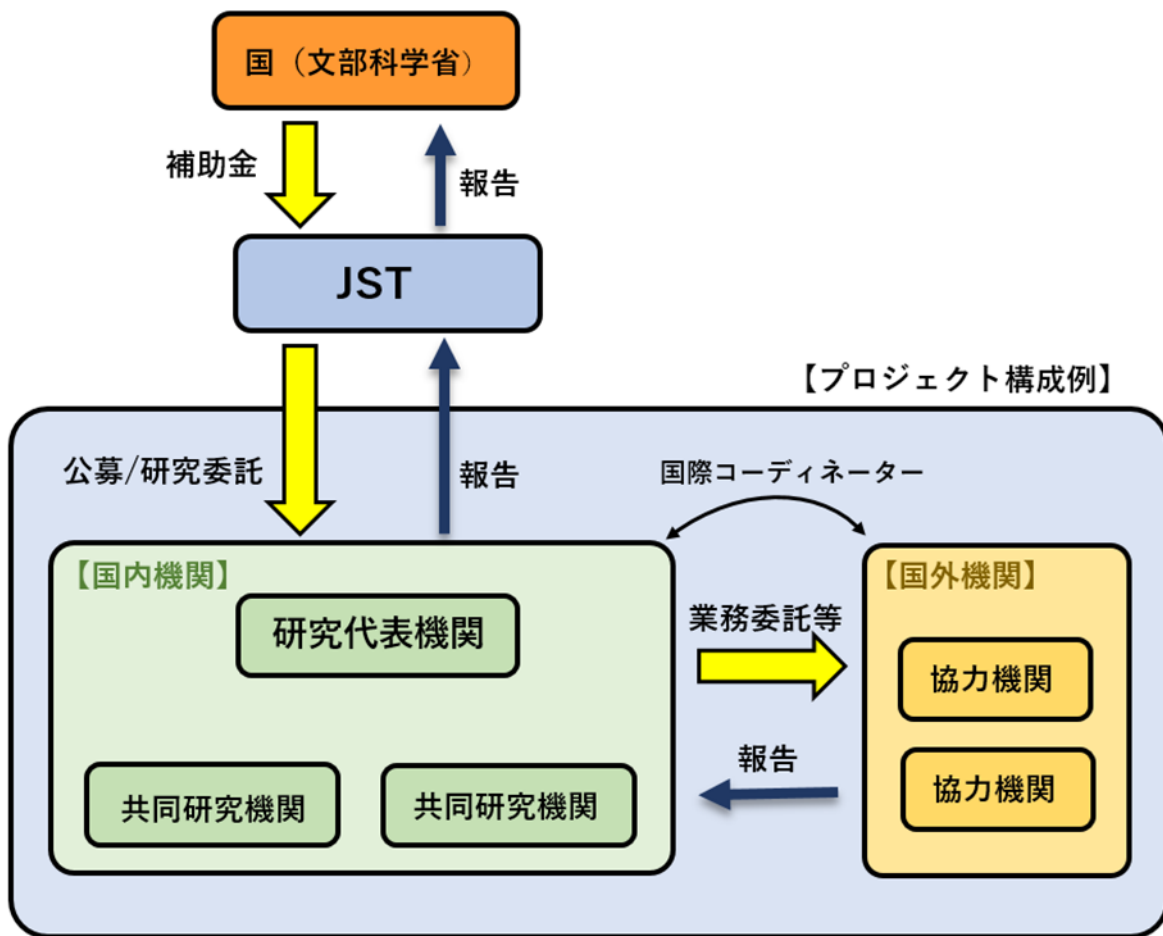 国（文部科学省）
補助金
報告
JST
【プロジェクト構成例】
公募/研究委託
報告
国際コーディネーター
【国内機関】
【国外機関】
研究代表機関
業務委託等
協力機関
報告
協力機関
共同研究機関
共同研究機関